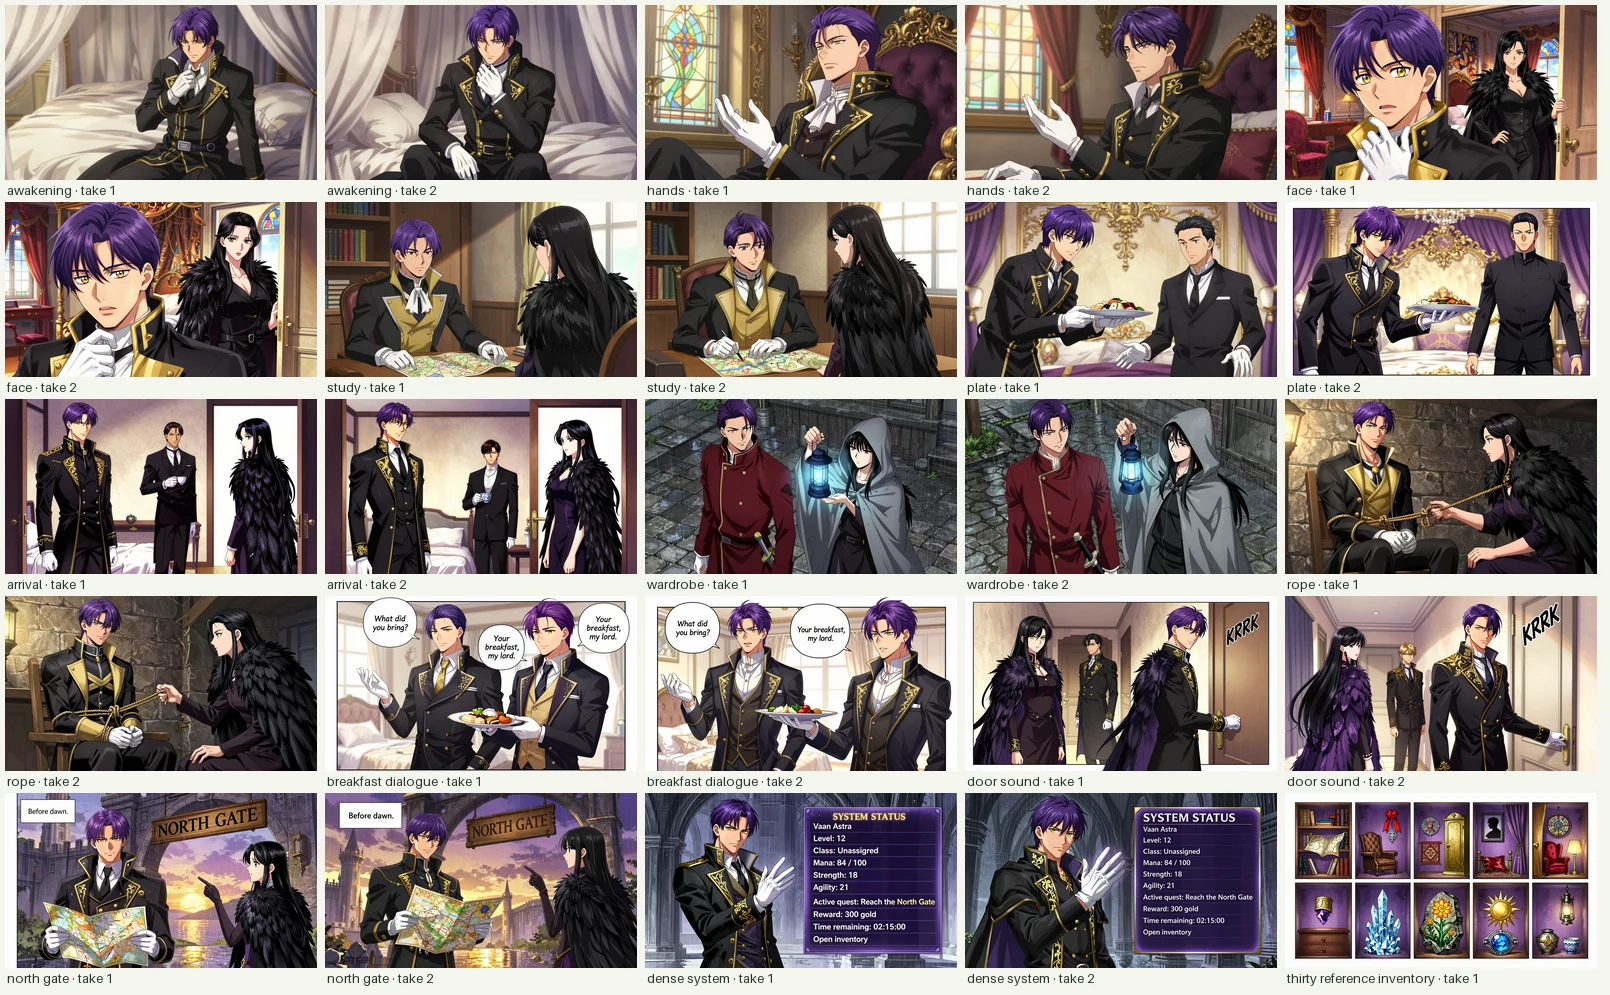 awakening · take 1
awakening · take 2
hands · take 1
hands · take 2
face · take 1
face · take 2
study · take 1
study · take 2
plate · take 1
plate · take 2
arrival · take 1
arrival · take 2
wardrobe · take 1
wardrobe · take 2
rope · take 1
What did
you bring?
Your
breakfast,
my lord.
Your
breakfast,
my lord.
What did
you bring?
Your breakfast,
my lord.
KRRK
KRRK
rope · take 2
breakfast dialogue · take 1
breakfast dialogue · take 2
door sound · take 1
door sound · take 2
Before dawn.
NORTH GATE
Before dawn.
NORTH GATE
SYSTEM STATUS
Vaan Astra
Level: 12
Class: Unassigned
Mana: 84 / 100
Strength: 18
Agility: 21
Active quest: Reach the North Gate
Reward: 300 gold
Time remaining: 02:15:00
Open inventory
SYSTEM STATUS
Vaan Astra
Level: 12
Class: Unassigned
Mana: 84 / 100
Strength: 18
Agility: 21
Active quest: Reach the North Gate
Reward: 300 gold
Time remaining: 02:15:00
Open inventory
north gate · take 1
north gate · take 2
dense system · take 1
dense system · take 2
thirty reference inventory · take 1